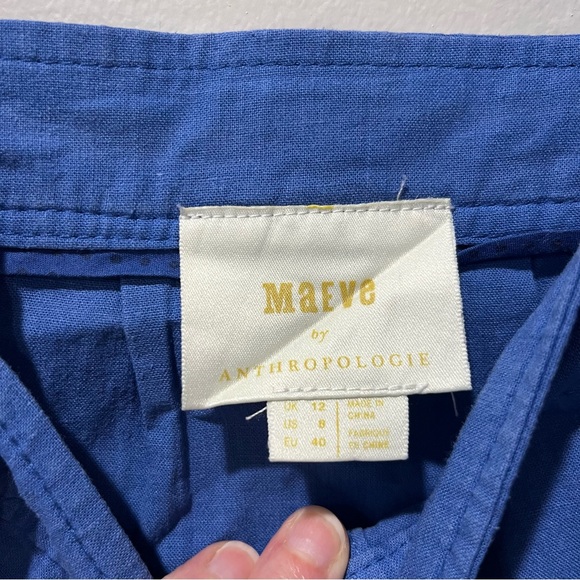 MaEve
by
ANTHROPOLOGIE
UK 12
US 8
EU 40
MADE IN
CHINA
FABRIQUÉ
EN CHINE